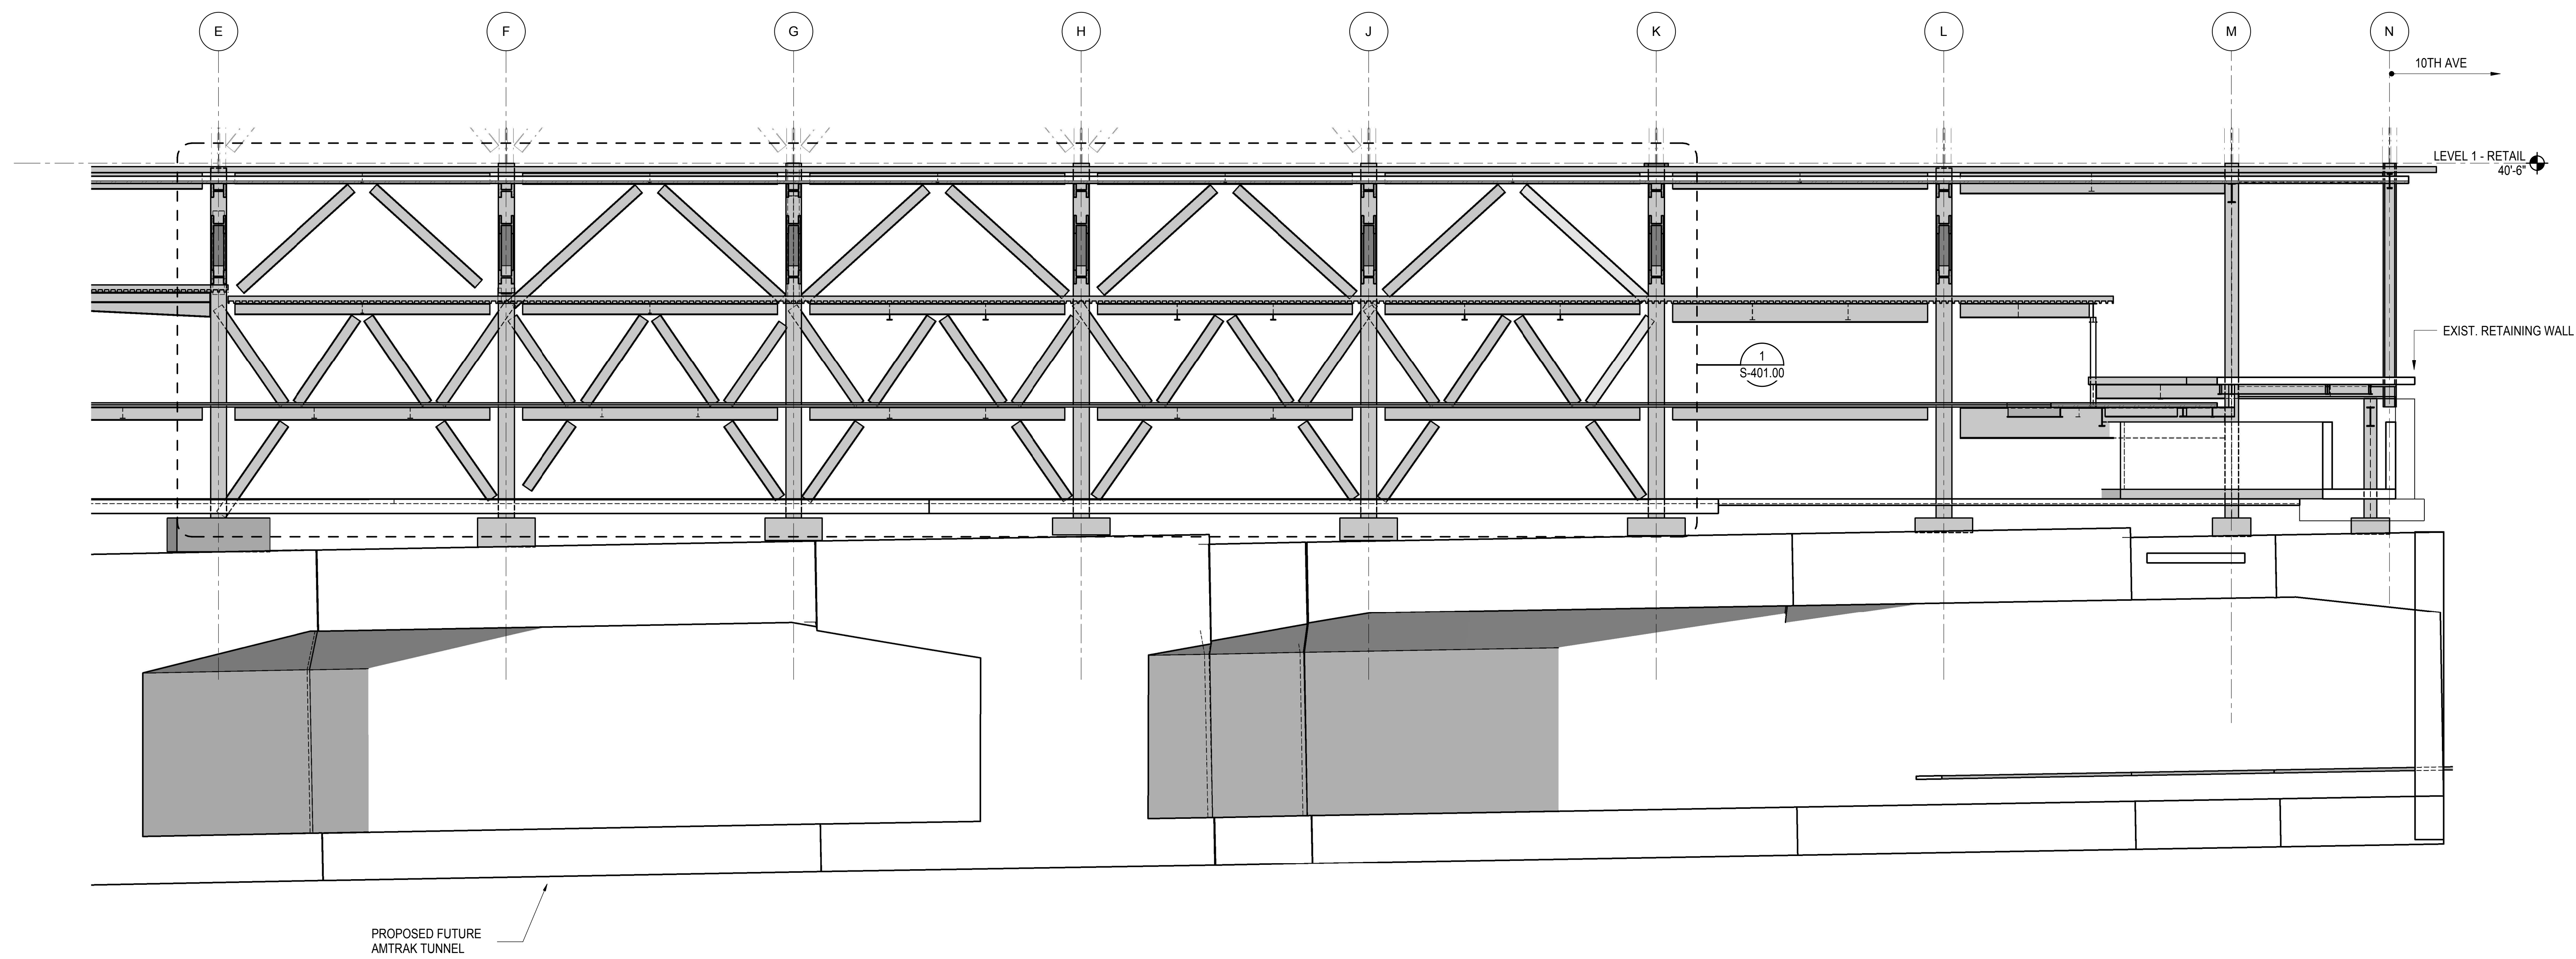 E
F
G
H
J
K
L
M
N
10TH AVE
LEVEL 1 - RETAIL
40'-6"
EXIST. RETAINING WALL
1
S-401.00
PROPOSED FUTURE
AMTRAK TUNNEL